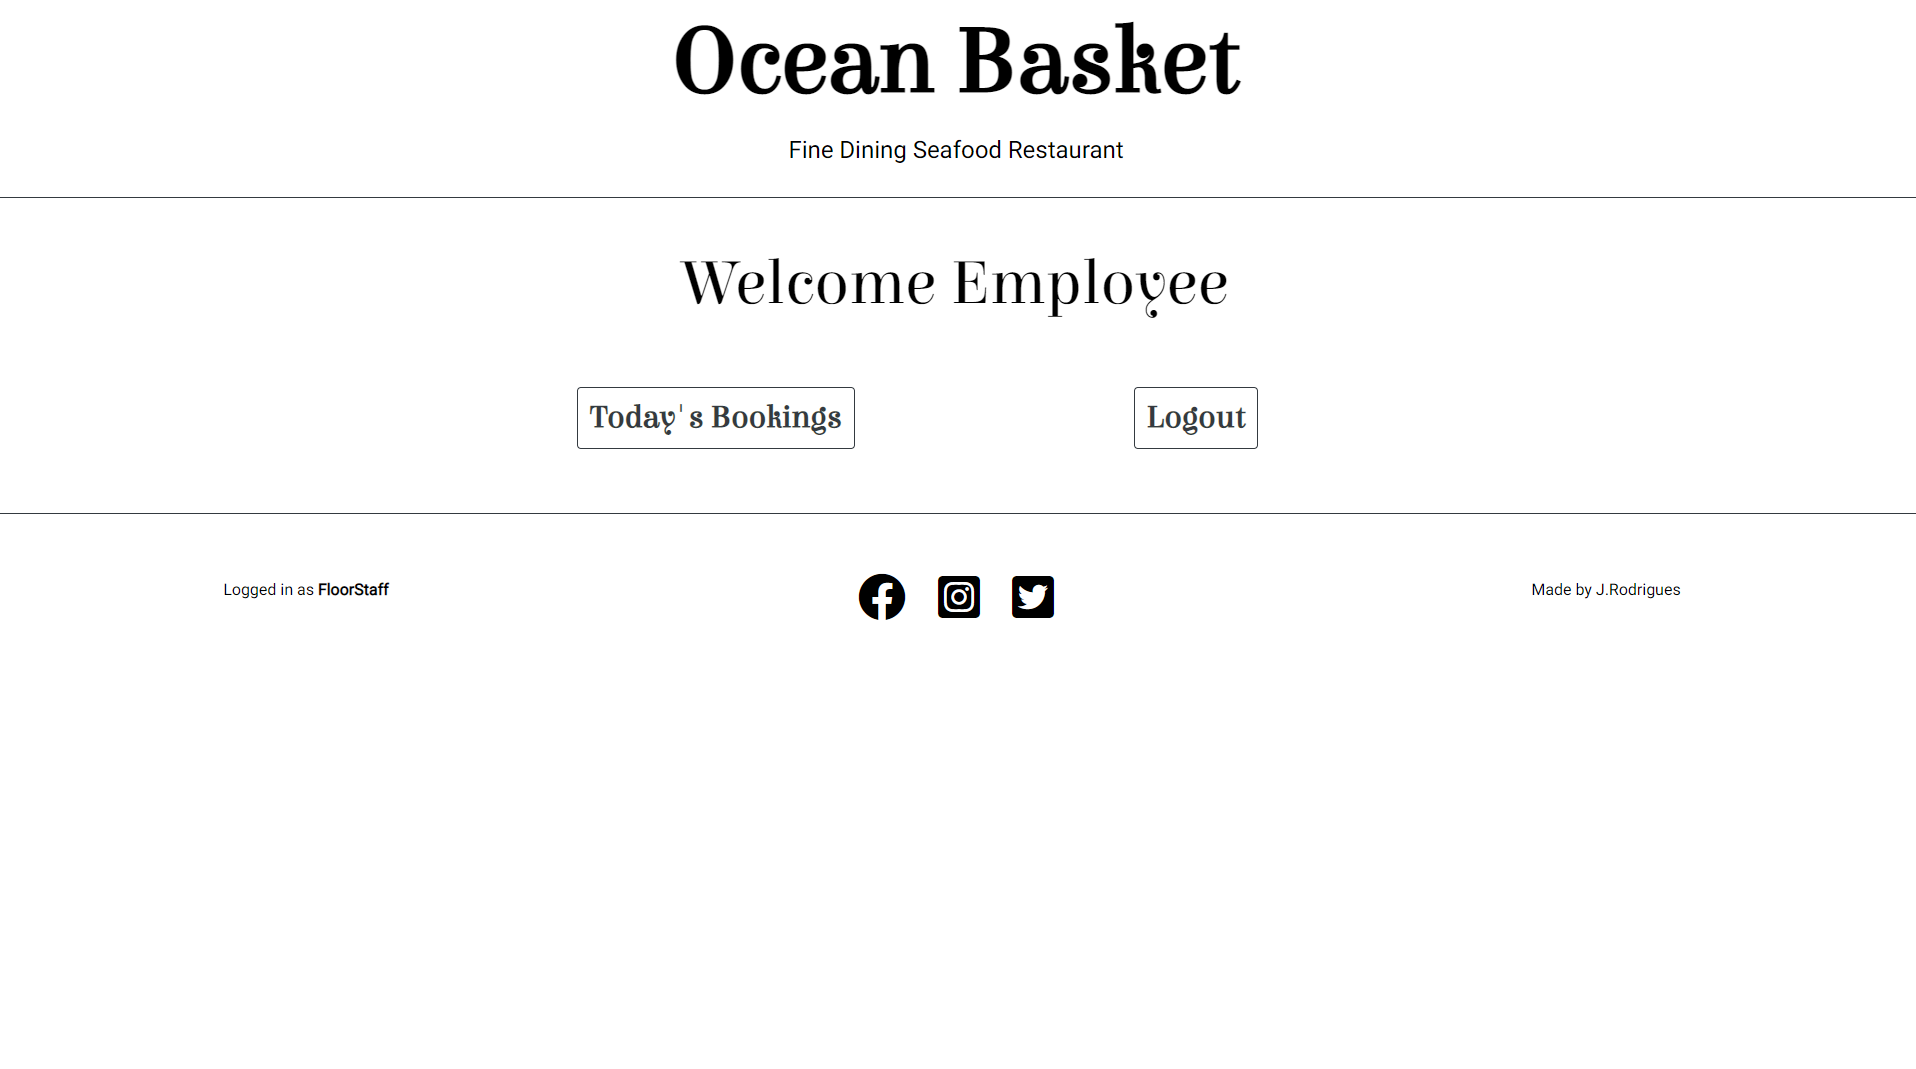 Ocean Basket
Fine Dining Seafood Restaurant
Welcome Employee
Today's Bookings
Logout
Logged in as FloorStaff
Made by J.Rodrigues